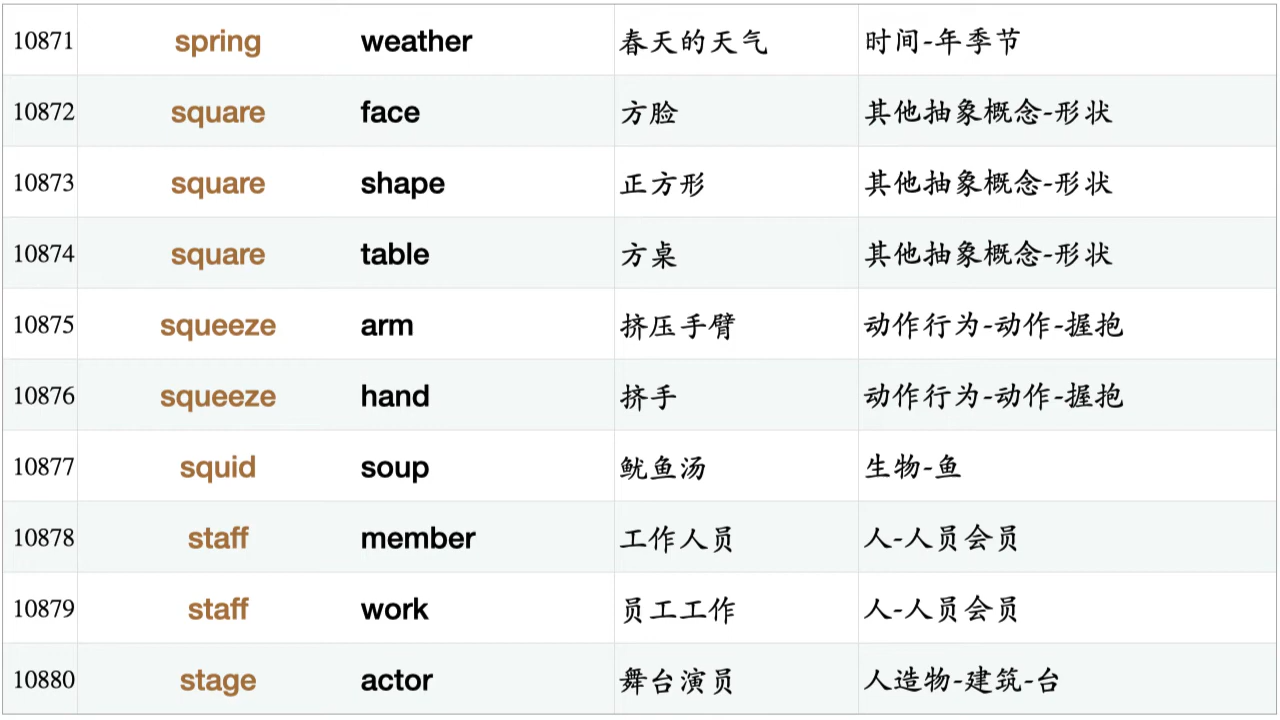 10871 spring weather 春天的天气 时间-年季节
10872 square face 方脸 其他抽象概念-形状
10873 square shape 正方形 其他抽象概念-形状
10874 square table 方桌 其他抽象概念-形状
10875 squeeze arm 挤压手臂 动作行为-动作-握抱
10876 squeeze hand 挤手 动作行为-动作-握抱
10877 squid soup 鱿鱼汤 生物-鱼
10878 staff member 工作人员 人-人员会员
10879 staff work 员工工作 人-人员会员
10880 stage actor 舞台演员 人造物-建筑-台